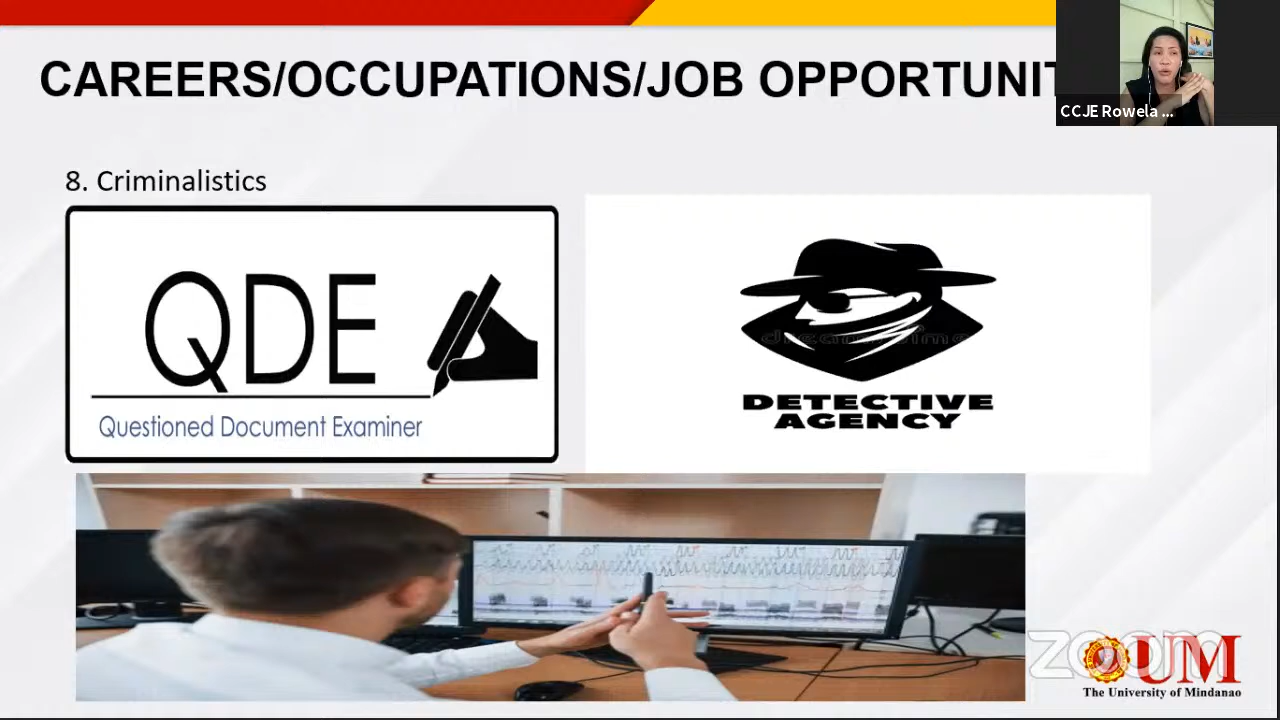 CAREERS/OCCUPATIONS/JOB OPPORTUNIT
CCJE Rowela ...
8. Criminalistics
QDE
Questioned Document Examiner
dreamstime
DETECTIVE
AGENCY
zoom
UM
The University of Mindanao